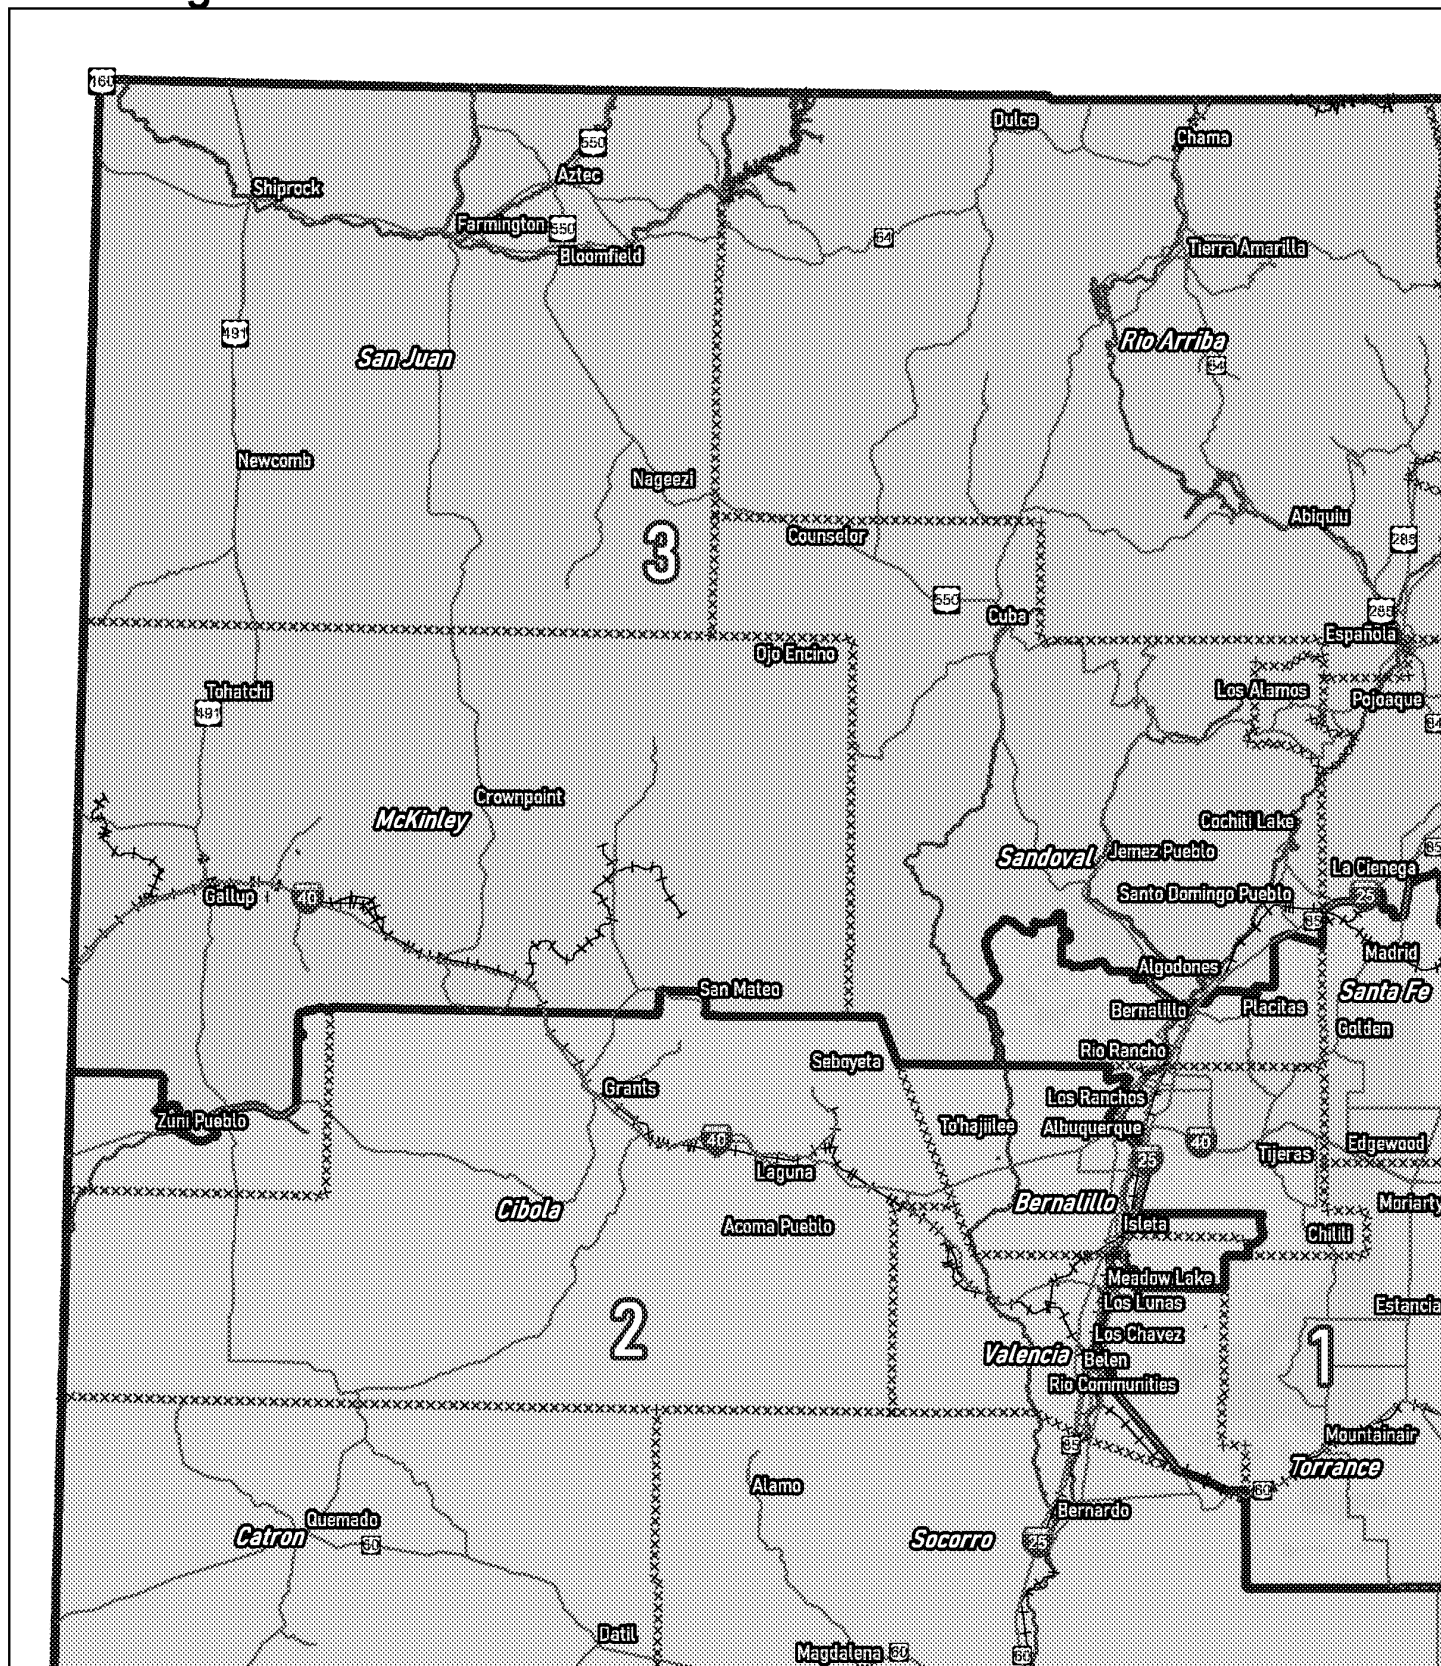 160
Dulce
Chama
550
Aztec
Shiprock
Farmington
550
64
Bloomfield
Tierra Amarilla
491
San Juan
Rio Arriba
64
Newcomb
Nageezi
Abiquiu
Counselor
285
3
550
Cuba
285
Española
Ojo Encino
Tohatchi
Los Alamos
Pojoaque
491
84
Crownpoint
McKinley
Cochiti Lake
Sandoval
Jemez Pueblo
85
La Cienega
Gallup
40
Santo Domingo Pueblo
25
85
Madrid
Algodones
San Mateo
Santa Fe
Bernalillo
Placitas
Golden
Rio Rancho
Seboyeta
Grants
Los Ranchos
Zuni Pueblo
To'hajiilee
Albuquerque
40
40
Edgewood
25
Tijeras
Laguna
Cibola
Bernalillo
Moriarty
Acoma Pueblo
Isleta
Chilili
Meadow Lake
Los Lunas
Estancia
2
Los Chavez
1
Valencia
Belen
Rio Communities
Mountainair
85
Torrance
Alamo
60
Bernardo
Quemado
Catron
60
Socorro
25
Datil
Magdalena
60
60